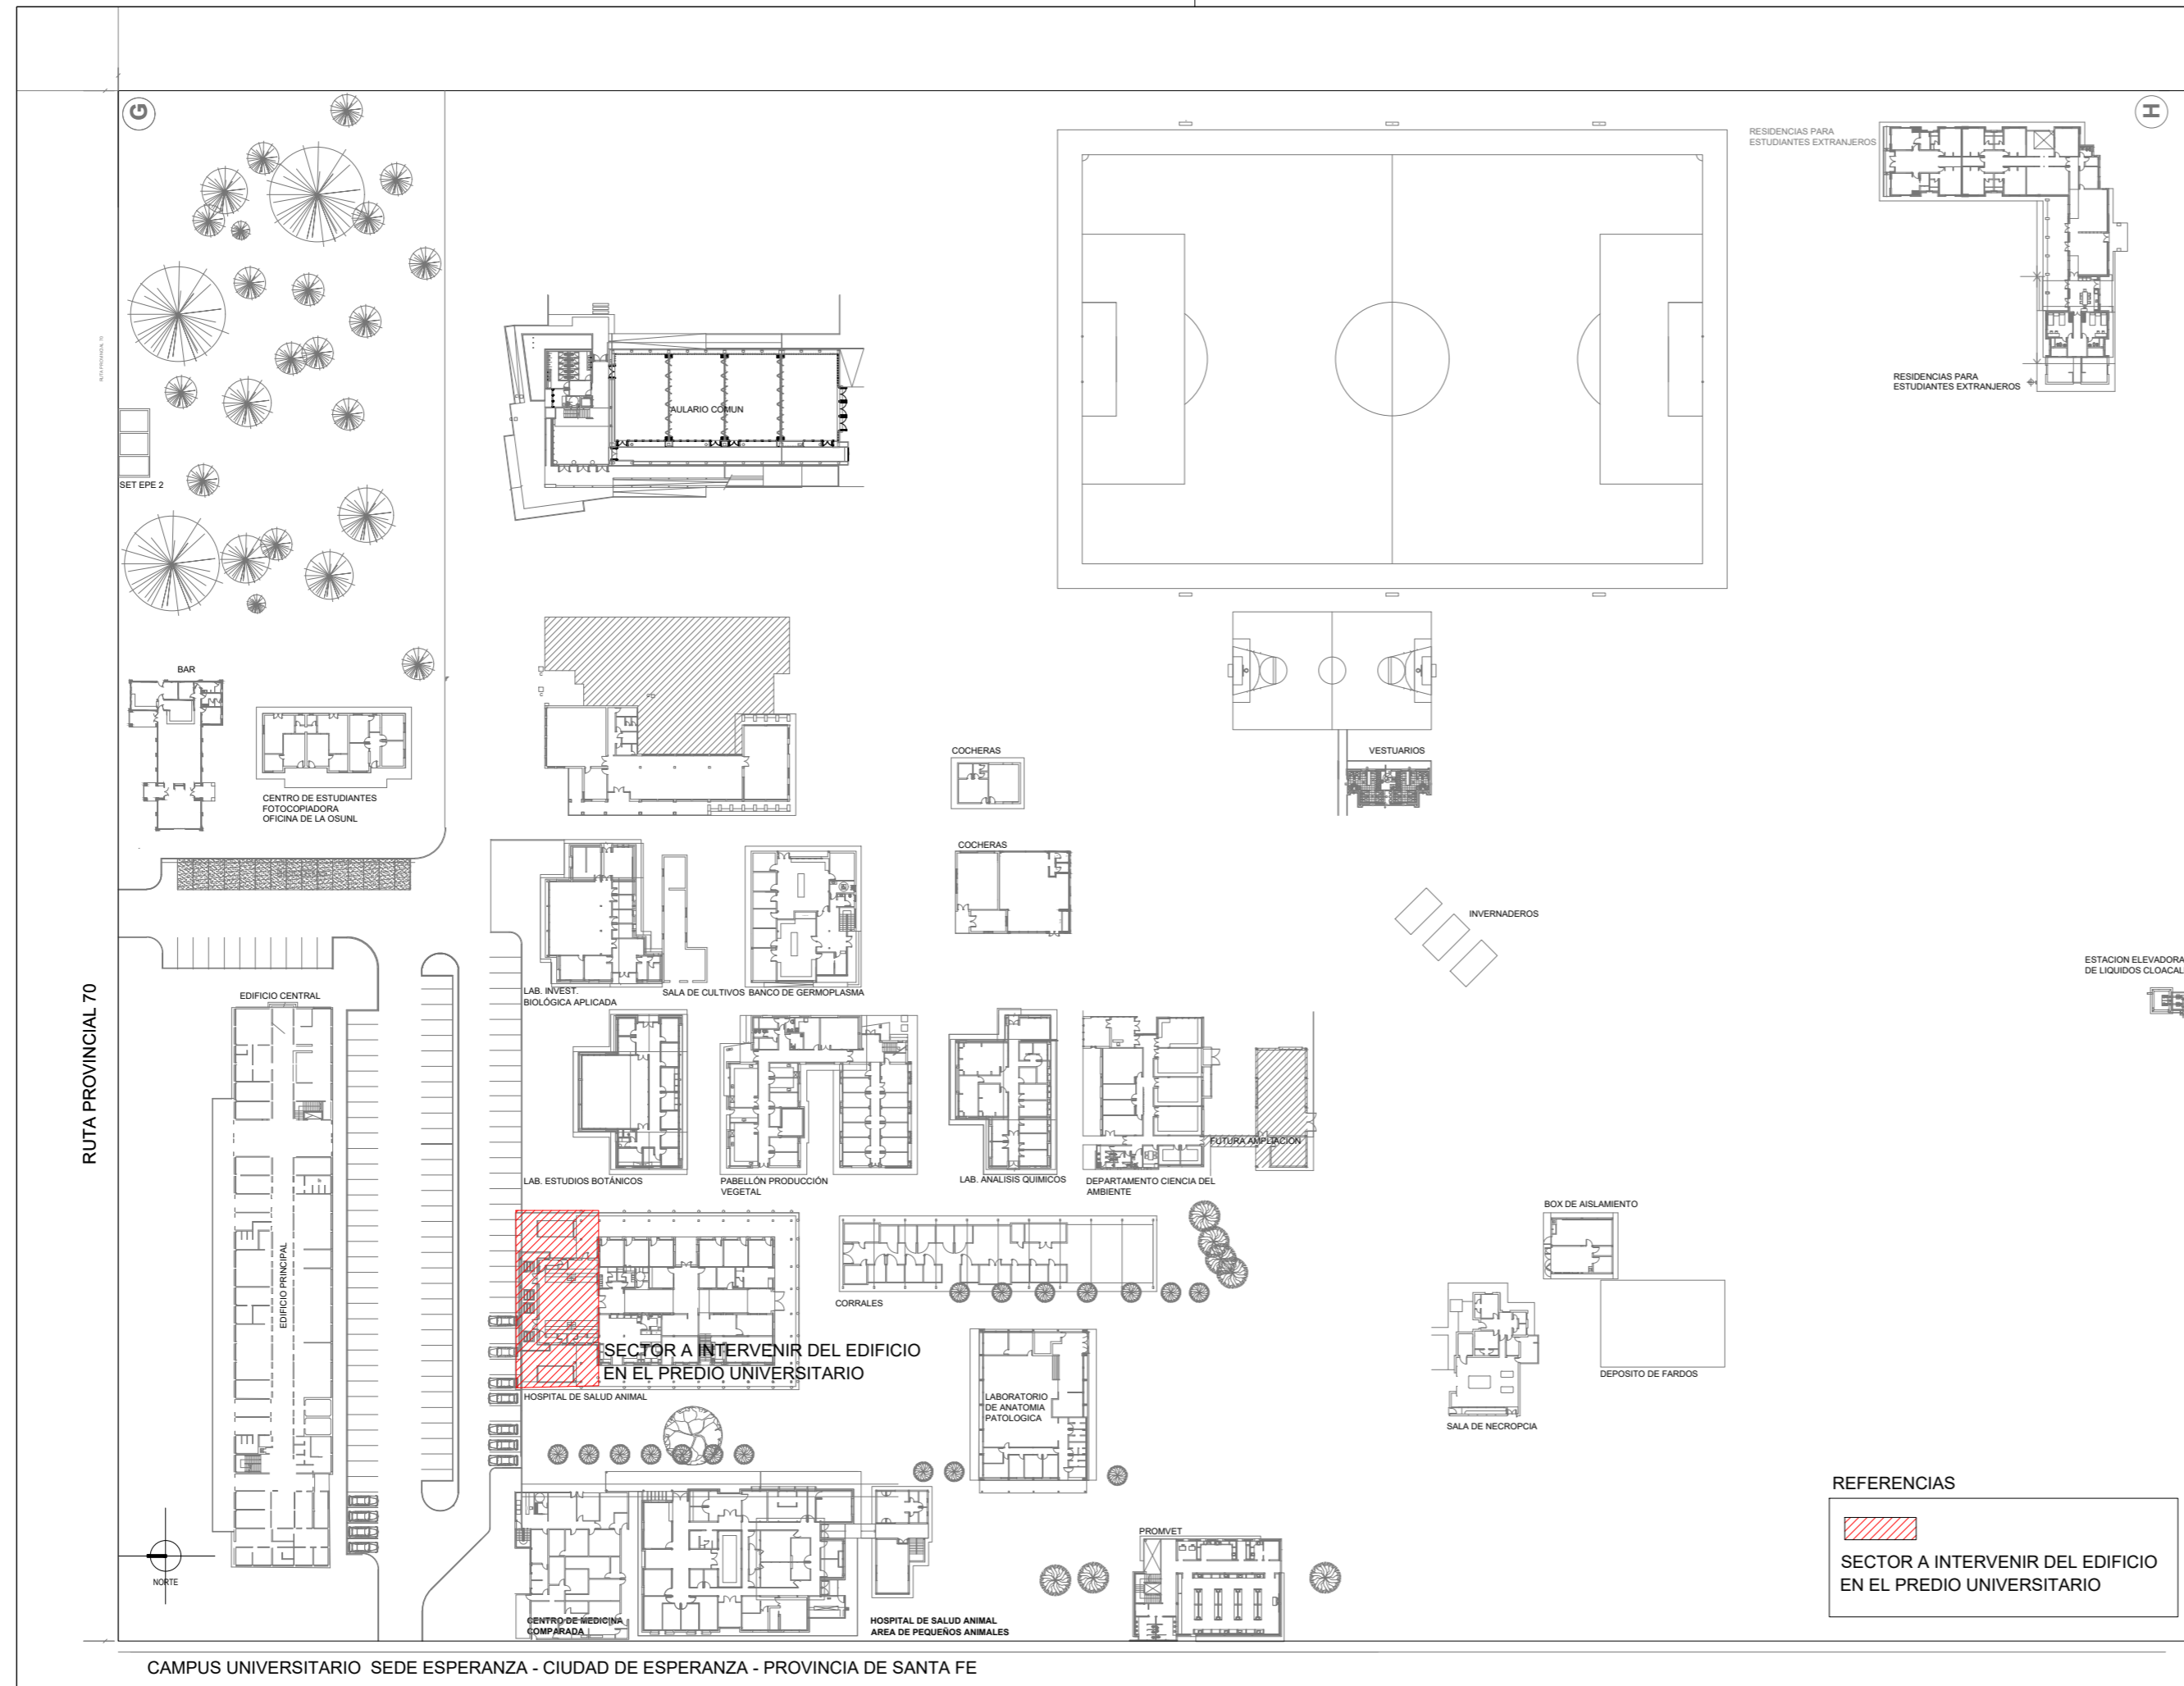 G
H
RESIDENCIAS PARA
ESTUDIANTES EXTRANJEROS
RUTA PROVINCIAL 70
RESIDENCIAS PARA
ESTUDIANTES EXTRANJEROS
AULARIO COMUN
SET EPE 2
BAR
CENTRO DE ESTUDIANTES
FOTOCOPIADORA
OFICINA DE LA OSUNL
COCHERAS
VESTUARIOS
COCHERAS
INVERNADEROS
ESTACION ELEVADORA
DE LIQUIDOS CLOACAL
LAB. INVEST.
BIOLÓGICA APLICADA
SALA DE CULTIVOS
BANCO DE GERMOPLASMA
EDIFICIO CENTRAL
RUTA PROVINCIAL 70
FUTURA AMPLIACION
LAB. ESTUDIOS BOTÁNICOS
PABELLÓN PRODUCCIÓN
VEGETAL
LAB. ANALISIS QUIMICOS
DEPARTAMENTO CIENCIA DEL
AMBIENTE
BOX DE AISLAMIENTO
EDIFICIO PRINCIPAL
CORRALES
SECTOR A INTERVENIR DEL EDIFICIO
EN EL PREDIO UNIVERSITARIO
HOSPITAL DE SALUD ANIMAL
DEPOSITO DE FARDOS
LABORATORIO
DE ANATOMIA
PATOLOGICA
SALA DE NECROPCIA
REFERENCIAS
SECTOR A INTERVENIR DEL EDIFICIO
EN EL PREDIO UNIVERSITARIO
PROMVET
NORTE
CENTRO DE MEDICINA
COMPARADA
HOSPITAL DE SALUD ANIMAL
AREA DE PEQUEÑOS ANIMALES
CAMPUS UNIVERSITARIO SEDE ESPERANZA - CIUDAD DE ESPERANZA - PROVINCIA DE SANTA FE